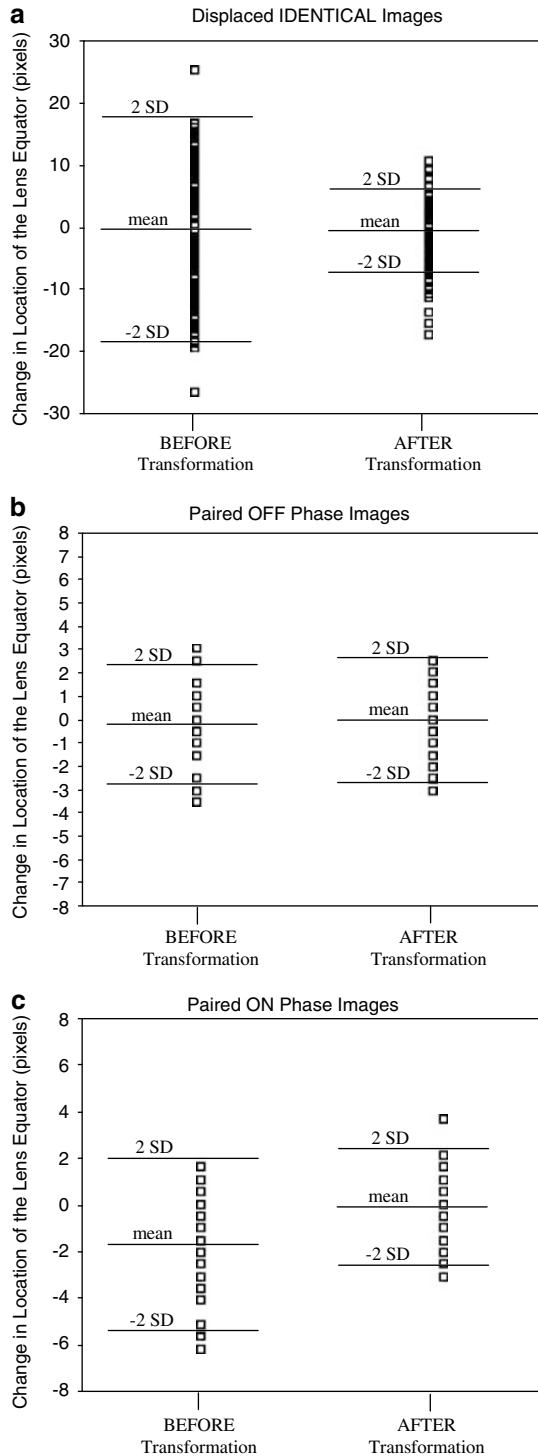 a
Displaced IDENTICAL Images
Change in Location of the Lens Equator (pixels)
30
20
10
0
-10
-20
-30
2 SD
mean
-2 SD
2 SD
mean
-2 SD
BEFORE
Transformation
AFTER
Transformation
b
Paired OFF Phase Images
Change in Location of the Lens Equator (pixels)
8
7
6
5
4
3
2
1
0
-1
-2
-3
-4
-5
-6
-7
-8
2 SD
mean
-2 SD
2 SD
mean
-2 SD
BEFORE
Transformation
AFTER
Transformation
c
Paired ON Phase Images
Change in Location of the Lens Equator (pixels)
8
6
4
2
0
-2
-4
-6
-8
2 SD
mean
-2 SD
2 SD
mean
-2 SD
BEFORE
Transformation
AFTER
Transformation